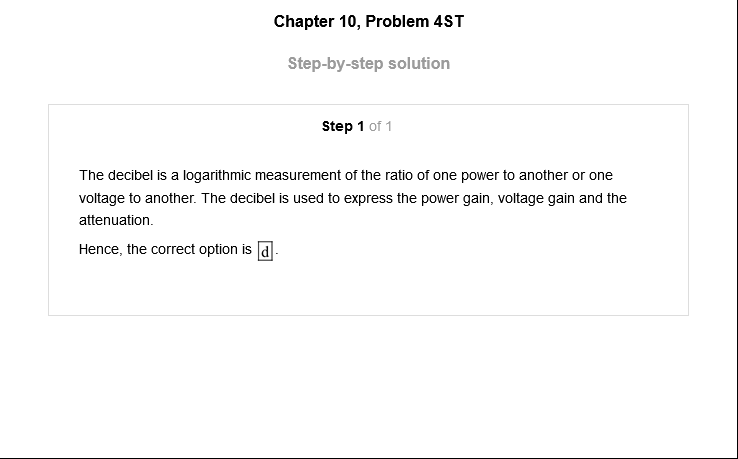 Chapter 10, Problem 4ST
Step-by-step solution
Step 1 of 1
The decibel is a logarithmic measurement of the ratio of one power to another or one
voltage to another. The decibel is used to express the power gain, voltage gain and the
attenuation.
Hence, the correct option is d.